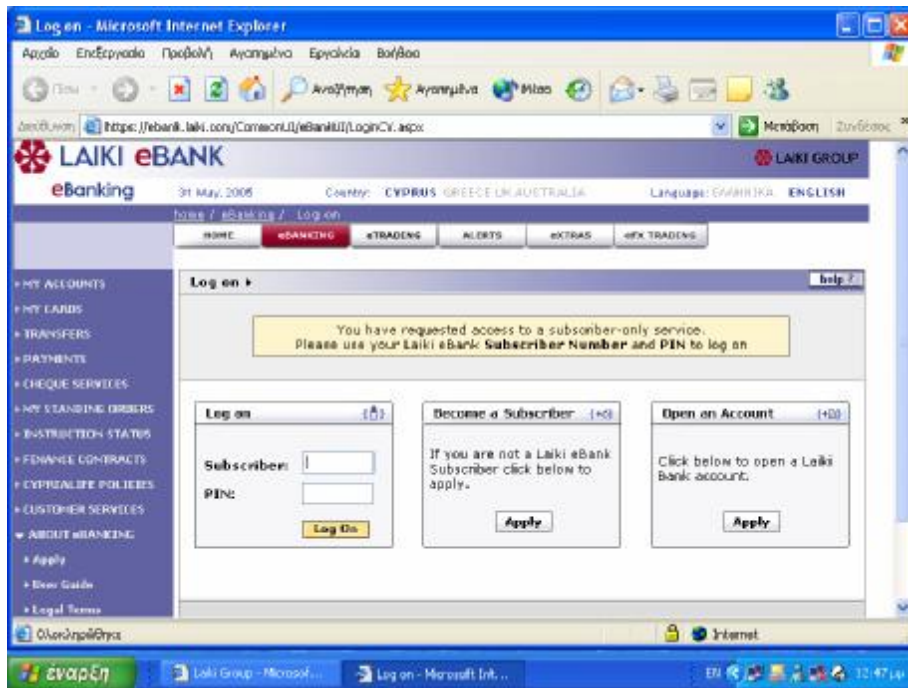 Log on - Microsoft Internet Explorer
Αρχείο Επεξεργασία Προβολή Αγαπημένα Εργαλεία Βοήθεια
Πίσω Αναζήτηση Αγαπημένα Μέσα
Διεύθυνση https://ebank.laiki.com/CommonUI/eBankUI/LoginCY.aspx Μετάβαση Συνδέσεις »
LAIKI eBANK LAIKI GROUP
eBanking 31 May, 2005 Country: CYPRUS GREECE UK AUSTRALIA Language: ΕΛΛΗΝΙΚΑ ENGLISH
home / eBanking / Log on
HOME eBANKING eTRADING ALERTS eXTRAS eFX TRADING
MY ACCOUNTS
MY CARDS
TRANSFERS
PAYMENTS
CHEQUE SERVICES
MY STANDING ORDERS
INSTRUCTION STATUS
FINANCE CONTRACTS
CYPRIALIFE POLICIES
CUSTOMER SERVICES
ABOUT eBANKING
Apply
User Guide
Legal Terms
Log on help ?
You have requested access to a subscriber-only service.
Please use your Laiki eBank Subscriber Number and PIN to log on
Log on
Subscriber:
PIN:
Log On
Become a Subscriber
If you are not a Laiki eBank
Subscriber click below to
apply.
Apply
Open an Account
Click below to open a Laiki
Bank account.
Apply
Ολοκληρώθηκε Internet
έναρξη Laiki Group - Microsof... Log on - Microsoft Int... EN 12:47 μμ